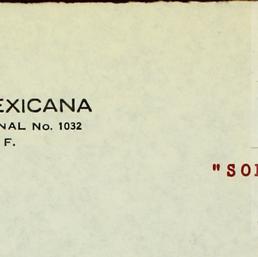 EXICANA
NAL No. 1032
F.
"SO